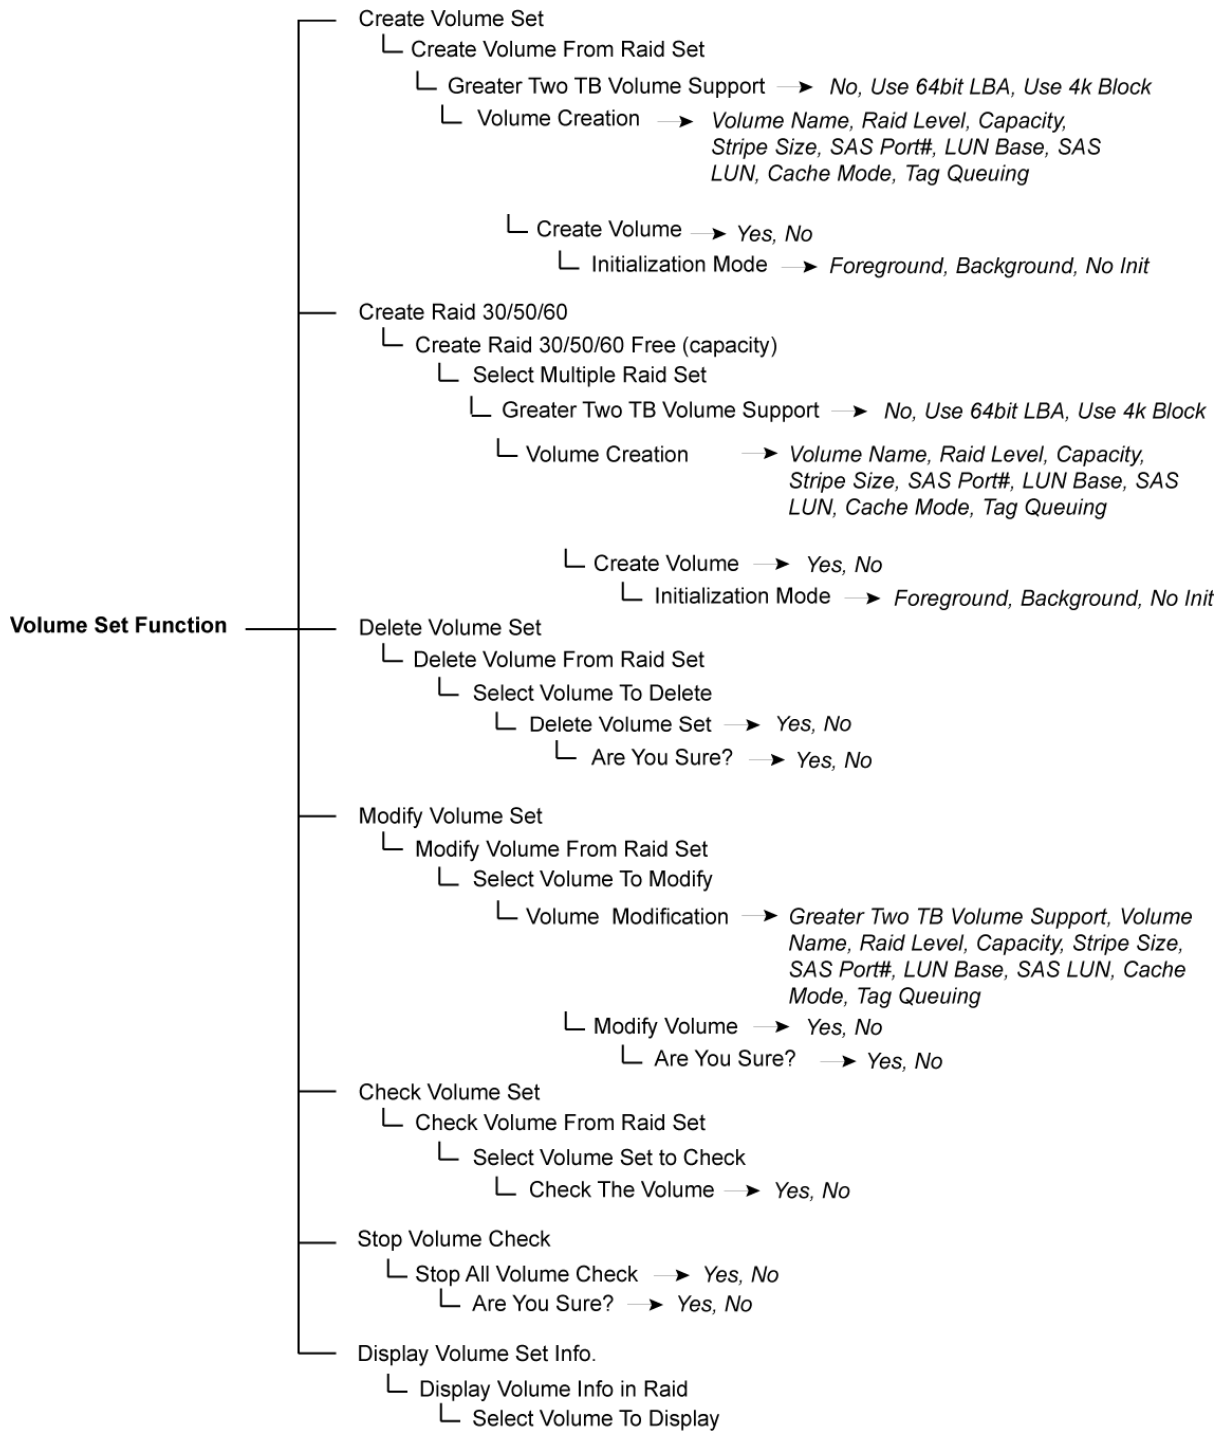 Create Volume Set
Create Volume From Raid Set
Greater Two TB Volume Support No, Use 64bit LBA, Use 4k Block
Volume Creation Volume Name, Raid Level, Capacity,
Stripe Size, SAS Port#, LUN Base, SAS
LUN, Cache Mode, Tag Queuing
Create Volume Yes, No
Initialization Mode Foreground, Background, No Init
Create Raid 30/50/60
Create Raid 30/50/60 Free (capacity)
Select Multiple Raid Set
Greater Two TB Volume Support No, Use 64bit LBA, Use 4k Block
Volume Creation Volume Name, Raid Level, Capacity,
Stripe Size, SAS Port#, LUN Base, SAS
LUN, Cache Mode, Tag Queuing
Create Volume Yes, No
Initialization Mode Foreground, Background, No Init
Volume Set Function Delete Volume Set
Delete Volume From Raid Set
Select Volume To Delete
Delete Volume Set Yes, No
Are You Sure? Yes, No
Modify Volume Set
Modify Volume From Raid Set
Select Volume To Modify
Volume Modification Greater Two TB Volume Support, Volume
Name, Raid Level, Capacity, Stripe Size,
SAS Port#, LUN Base, SAS LUN, Cache
Mode, Tag Queuing
Modify Volume Yes, No
Are You Sure? Yes, No
Check Volume Set
Check Volume From Raid Set
Select Volume Set to Check
Check The Volume Yes, No
Stop Volume Check
Stop All Volume Check Yes, No
Are You Sure? Yes, No
Display Volume Set Info.
Display Volume Info in Raid
Select Volume To Display